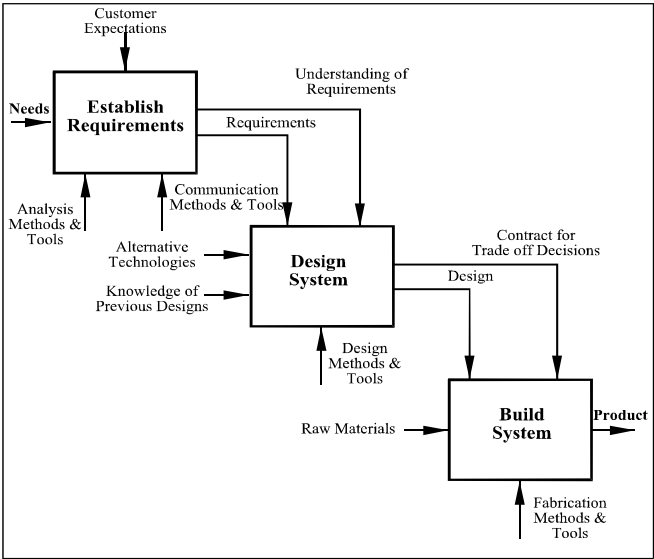 Customer
Expectations
Needs
Establish
Requirements
Understanding of
Requirements
Requirements
Analysis
Methods &
Tools
Communication
Methods & Tools
Alternative
Technologies
Knowledge of
Previous Designs
Design
System
Contract for
Trade off Decisions
Design
Design
Methods &
Tools
Raw Materials
Build
System
Product
Fabrication
Methods &
Tools